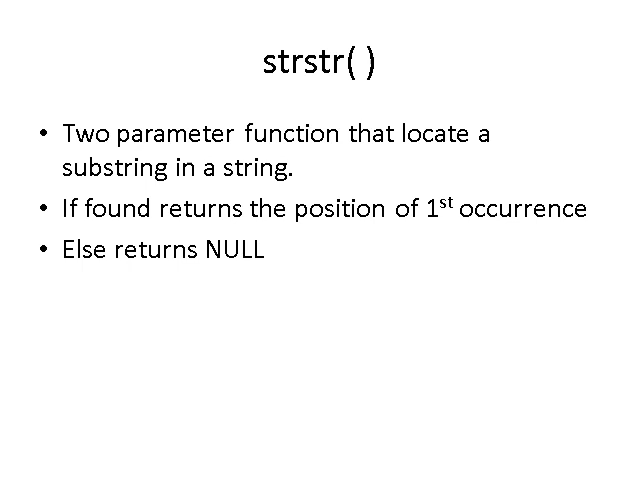 strstr( )
• Two parameter function that locate a
substring in a string.
• If found returns the position of 1st occurrence
• Else returns NULL